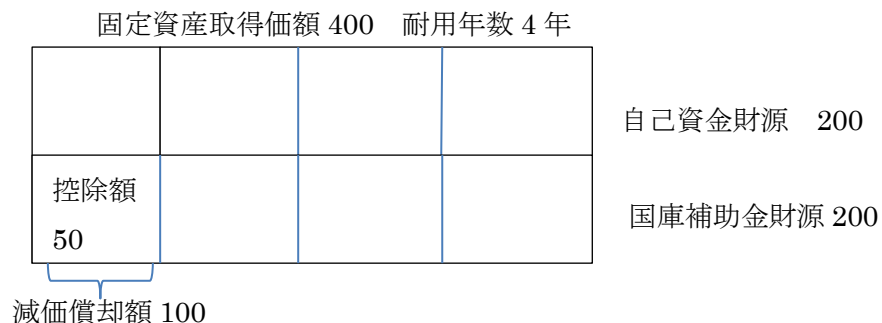 固定資産取得価額 400　耐用年数 4 年
自己資金財源　200
控除額
50
国庫補助金財源 200
減価償却額 100